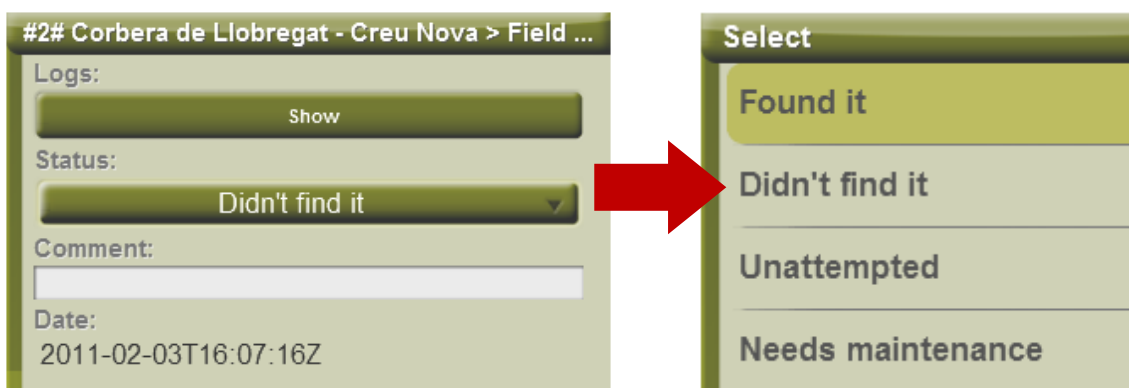 #2# Corbera de Llobregat - Creu Nova > Field ...
Logs:
Show
Status:
Didn't find it
Comment:
Date:
2011-02-03T16:07:16Z
Select
Found it
Didn't find it
Unattempted
Needs maintenance